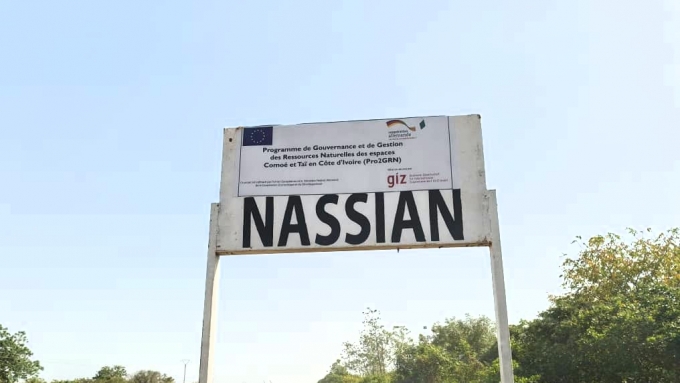 Programme de Gouvernance et de Gestion
des Ressources Naturelles des espaces
Comoé et Taï en Côte d'Ivoire (Pro2GRN)
giz
NASSIAN